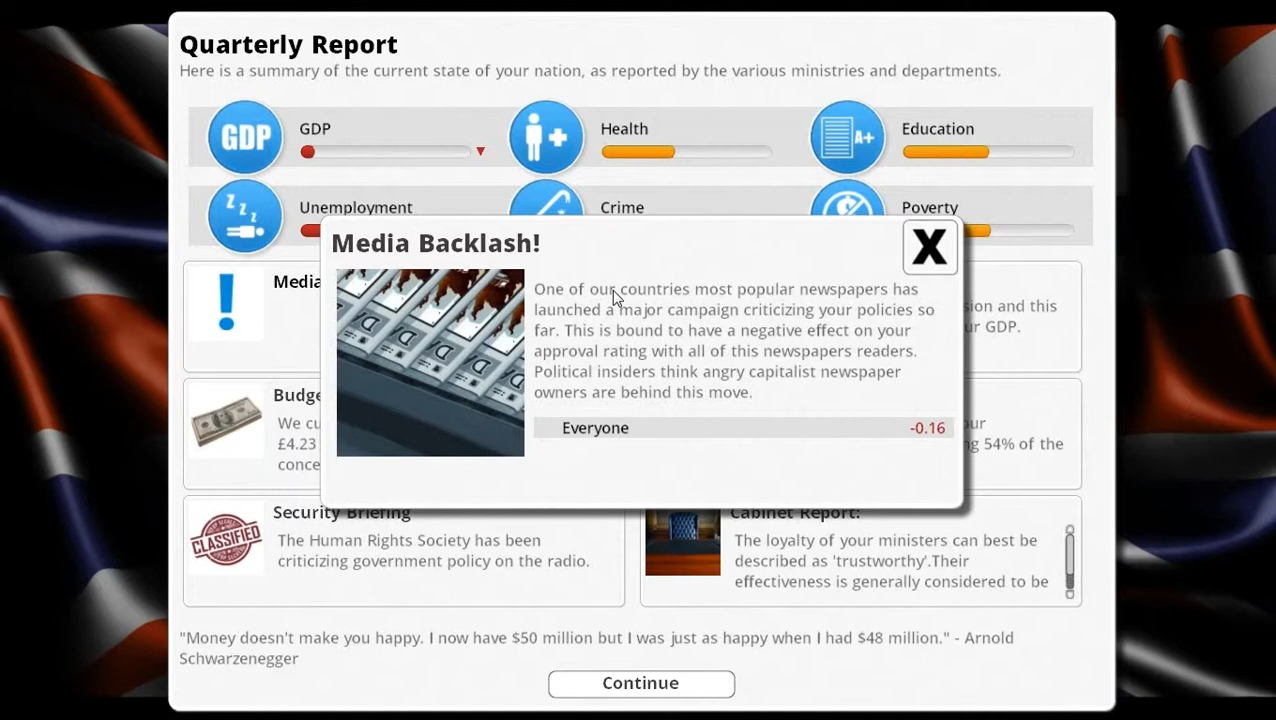 Quarterly Report
Here is a summary of the current state of your nation, as reported by the various ministries and departments.
GDP
GDP
Health
A+
Education
Z Z Z
Unemployment
Crime
Poverty
Media Backlash!
X
One of our countries most popular newspapers has
launched a major campaign criticizing your policies so
far. This is bound to have a negative effect on your
approval rating with all of this newspapers readers.
Political insiders think angry capitalist newspaper
owners are behind this move.
Everyone -0.16
Media
sion and this
ur GDP.
Budge
We cu
£4.23
conce
our
ng 54% of the
CLASSIFIED
Security Briefing
The Human Rights Society has been
criticizing government policy on the radio.
Cabinet Report:
The loyalty of your ministers can best be
described as 'trustworthy'.Their
effectiveness is generally considered to be
"Money doesn't make you happy. I now have $50 million but I was just as happy when I had $48 million." - Arnold
Schwarzenegger
Continue